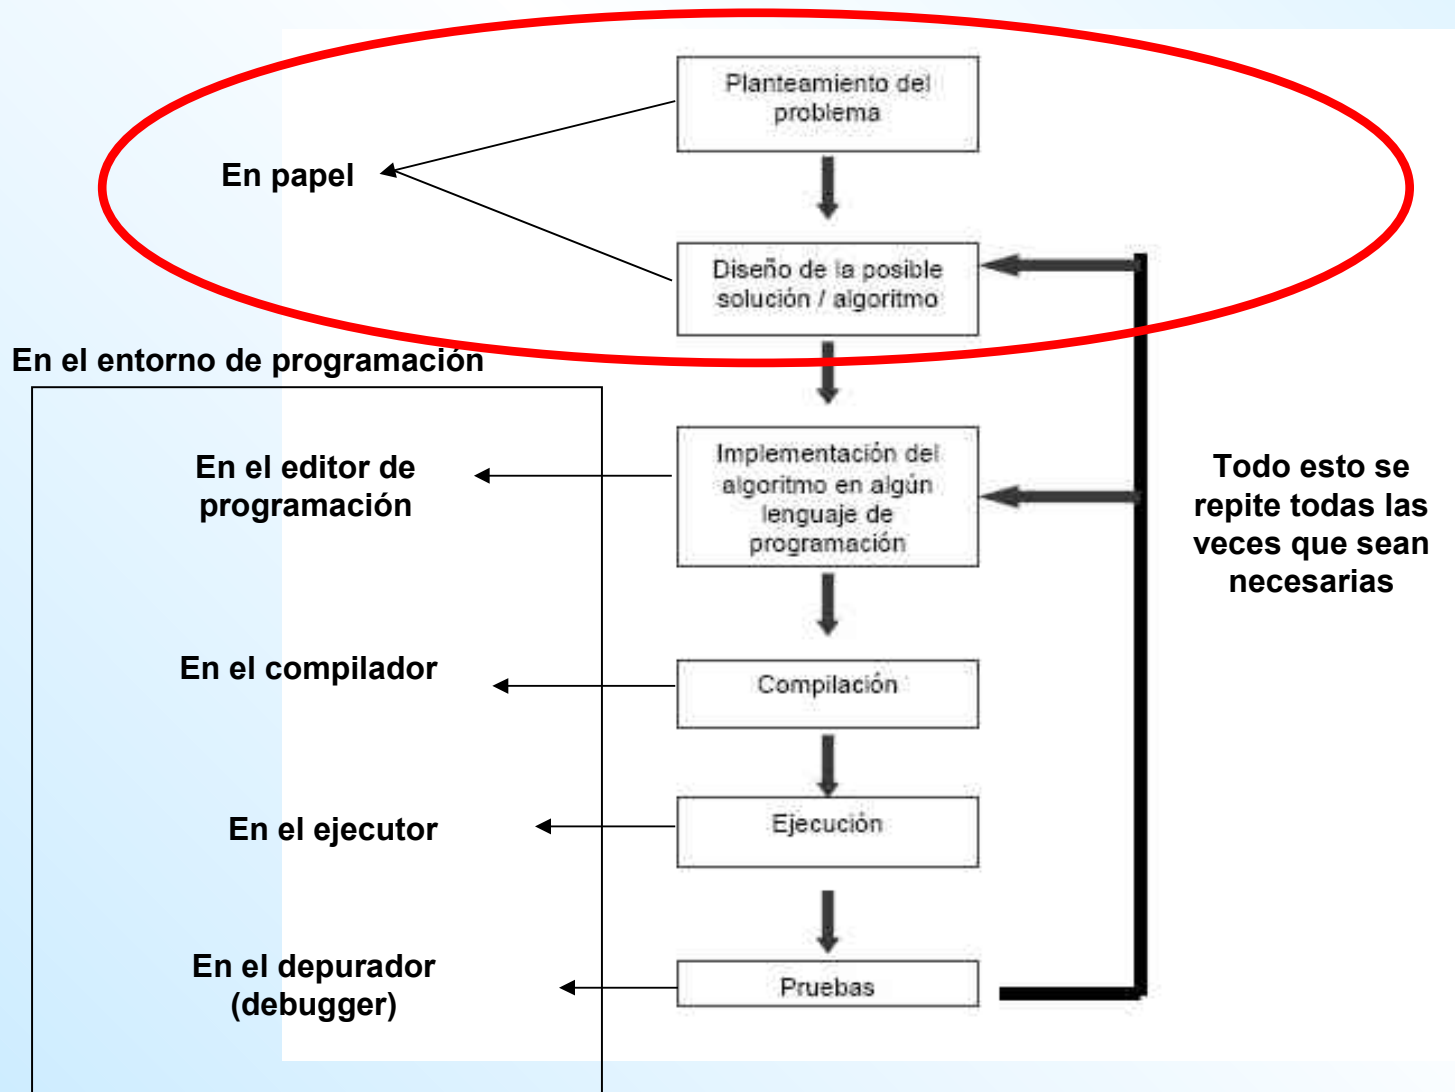 Planteamiento del
problema
En papel
Diseño de la posible
solución / algoritmo
En el entorno de programación
En el editor de
programación
Implementación del
algoritmo en algún
lenguaje de
programación
Todo esto se
repite todas las
veces que sean
necesarias
En el compilador
Compilación
En el ejecutor
Ejecución
En el depurador
(debugger)
Pruebas